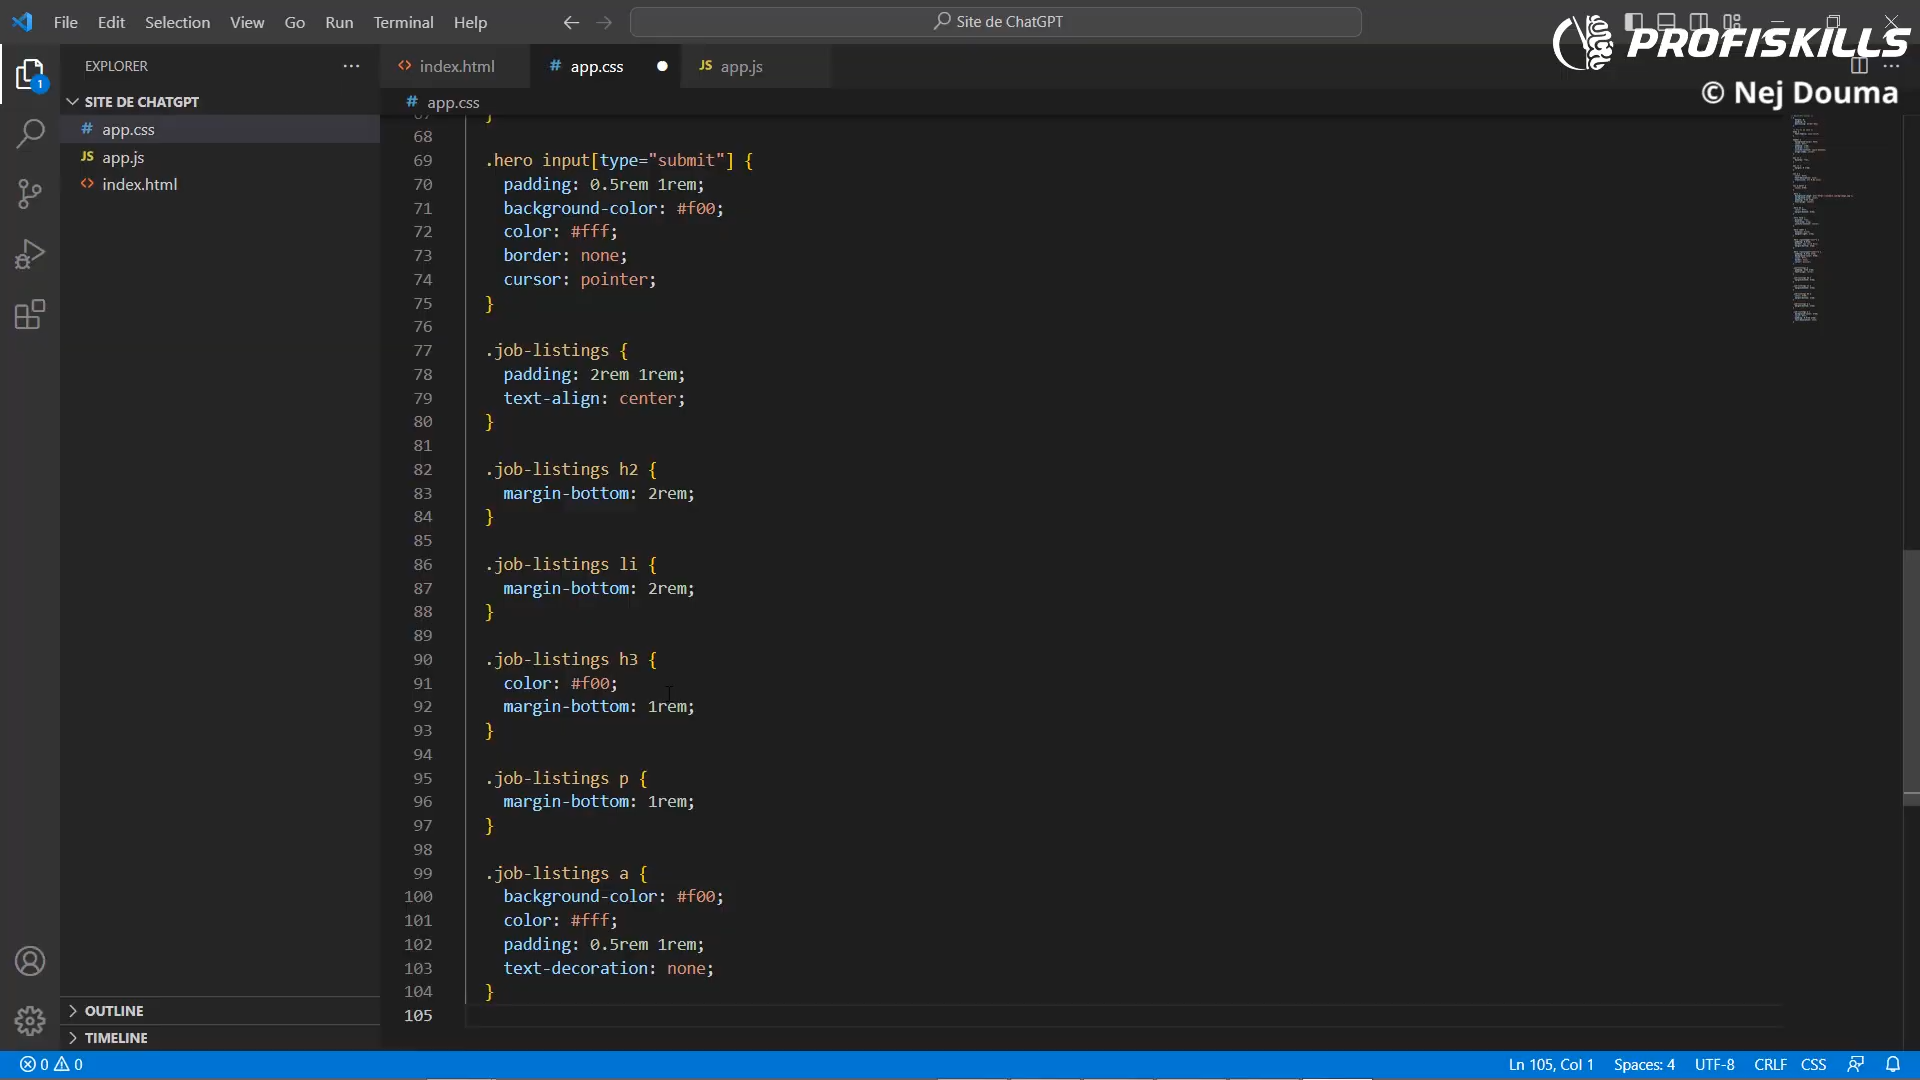 File Edit Selection View Go Run Terminal Help
Site de ChatGPT
PROFISKILLS
© Nej Douma
EXPLORER
1
SITE DE CHATGPT
# app.css
JS app.js
<> index.html
OUTLINE
TIMELINE
<> index.html
# app.css
JS app.js
# app.css
67 }
68
69 .hero input[type="submit"] {
70 padding: 0.5rem 1rem;
71 background-color: #f00;
72 color: #fff;
73 border: none;
74 cursor: pointer;
75 }
76
77 .job-listings {
78 padding: 2rem 1rem;
79 text-align: center;
80 }
81
82 .job-listings h2 {
83 margin-bottom: 2rem;
84 }
85
86 .job-listings li {
87 margin-bottom: 2rem;
88 }
89
90 .job-listings h3 {
91 color: #f00;
92 margin-bottom: 1rem;
93 }
94
95 .job-listings p {
96 margin-bottom: 1rem;
97 }
98
99 .job-listings a {
100 background-color: #f00;
101 color: #fff;
102 padding: 0.5rem 1rem;
103 text-decoration: none;
104 }
105
0 0 Ln 105, Col 1 Spaces: 4 UTF-8 CRLF CSS